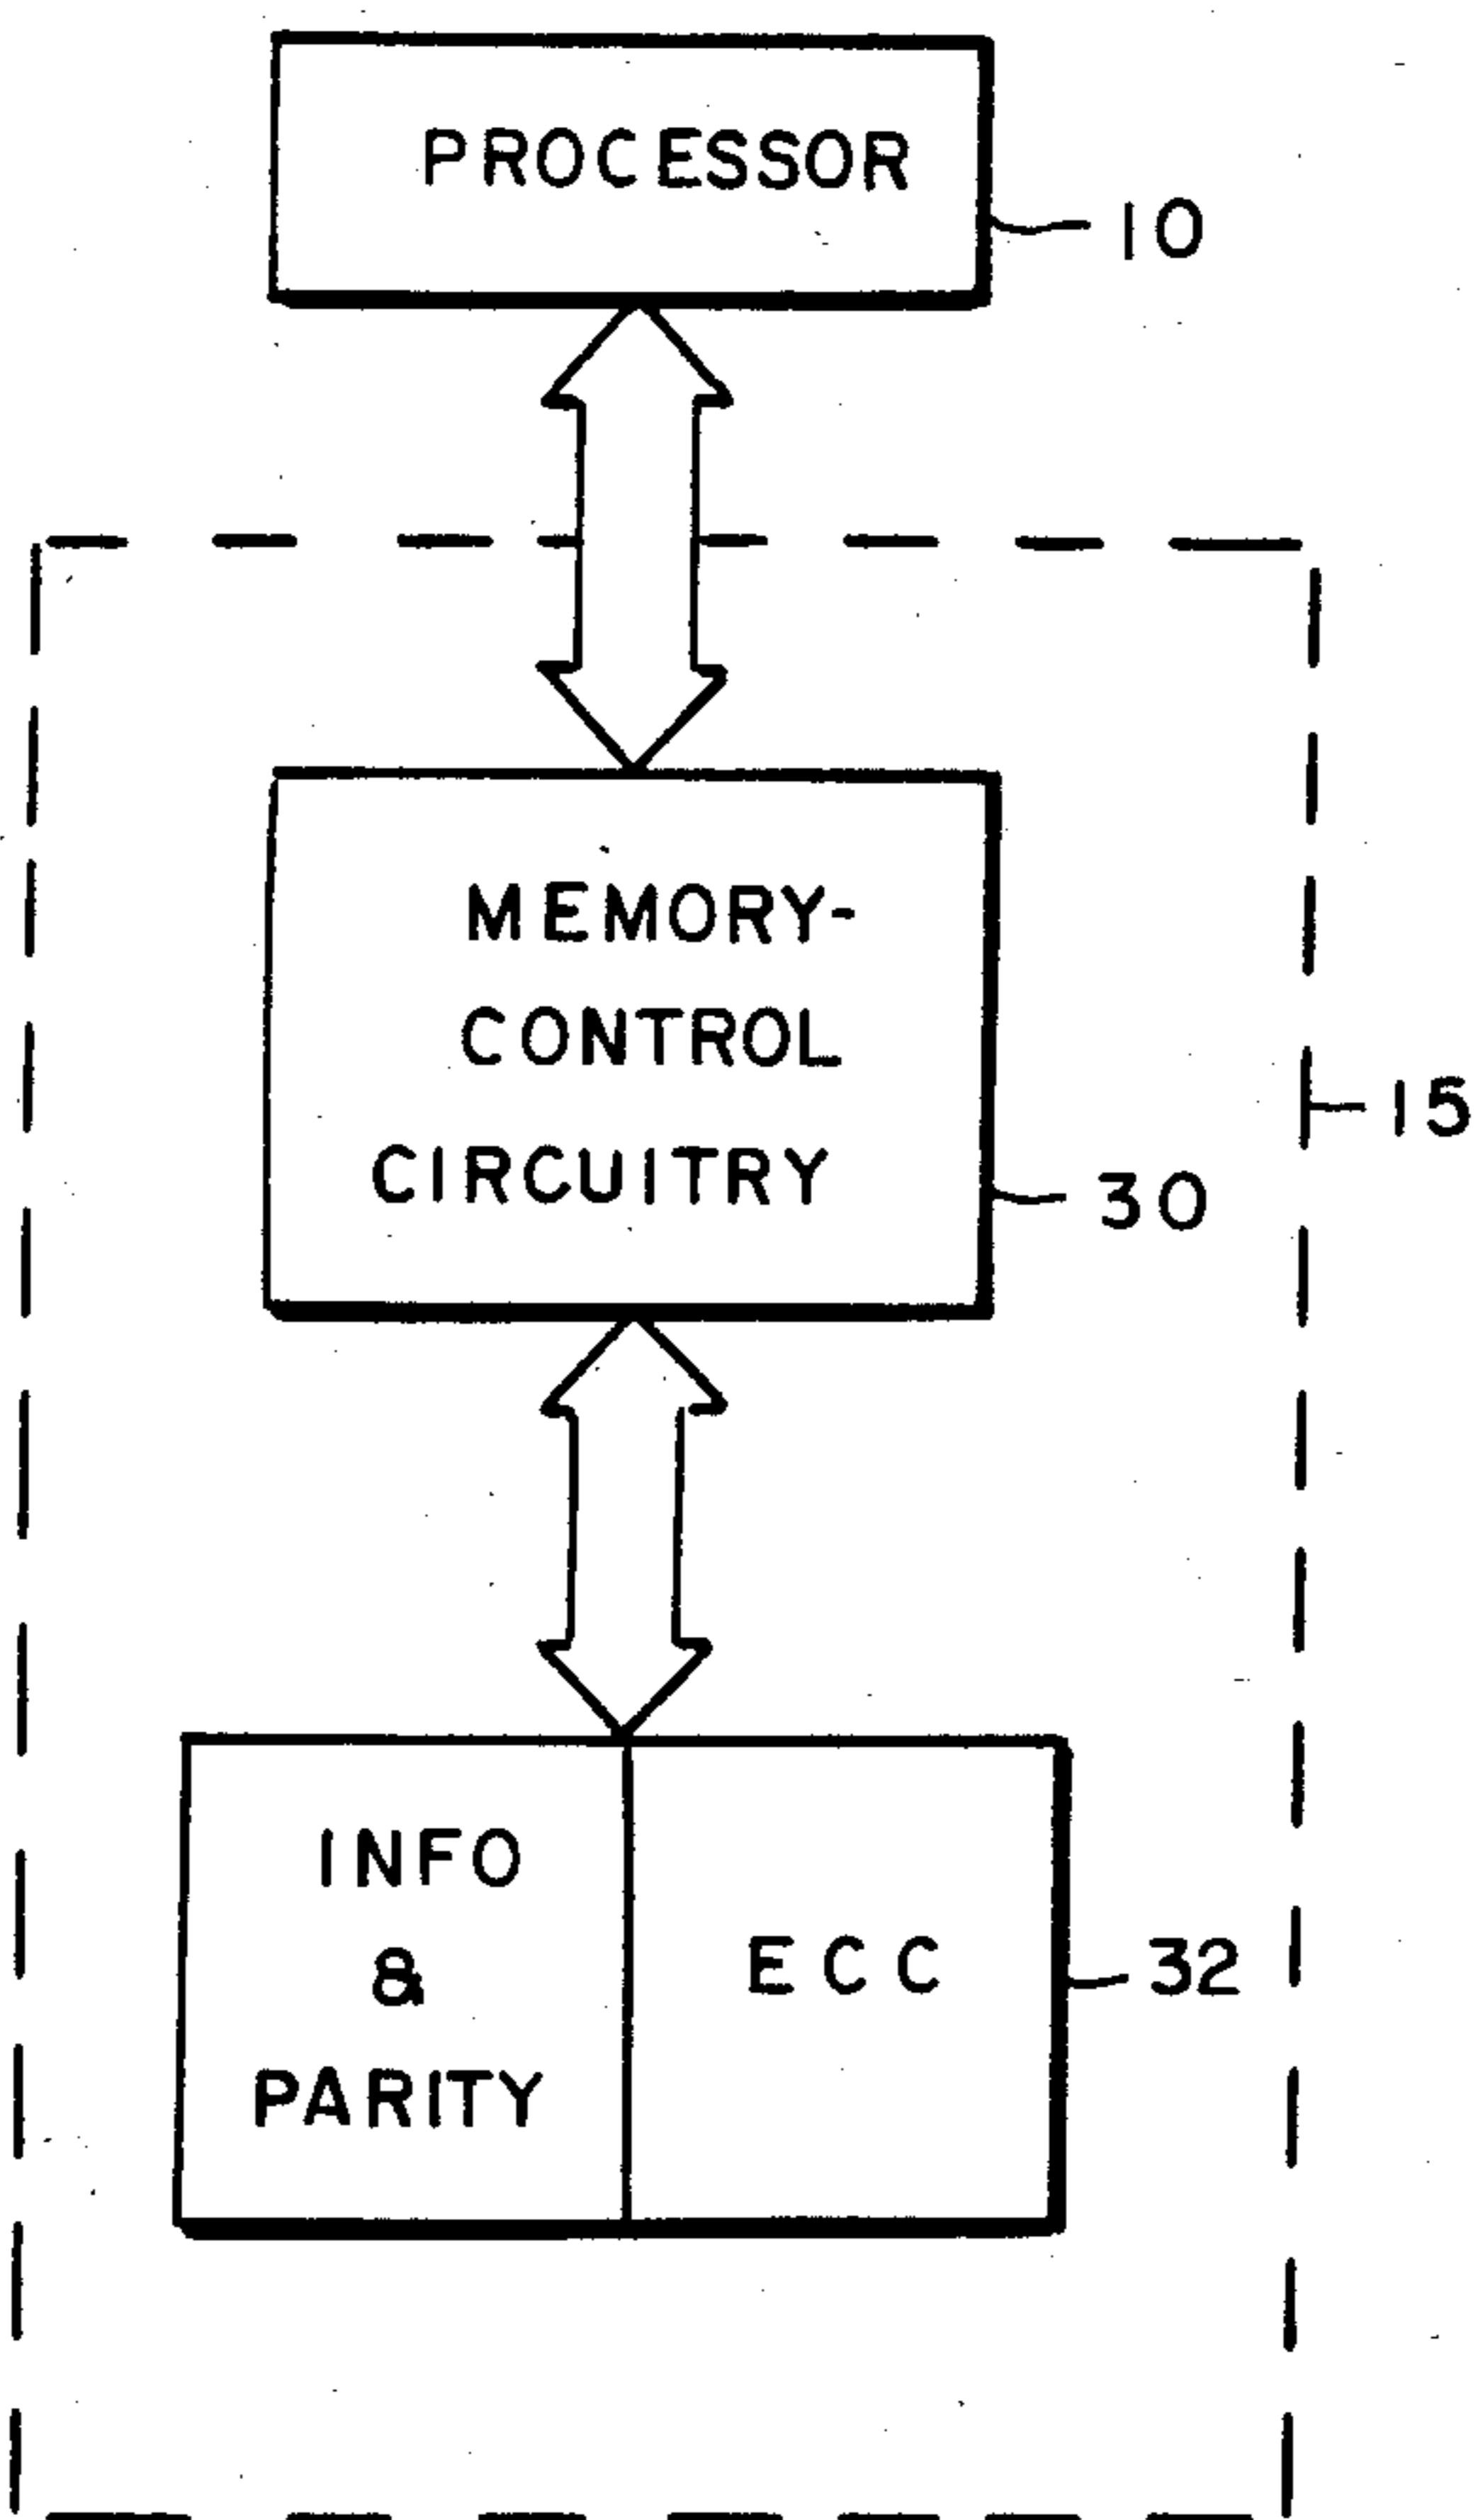 PROCESSOR
10
MEMORY-
CONTROL
CIRCUITRY
15
30
INFO
&
PARITY
ECC
32